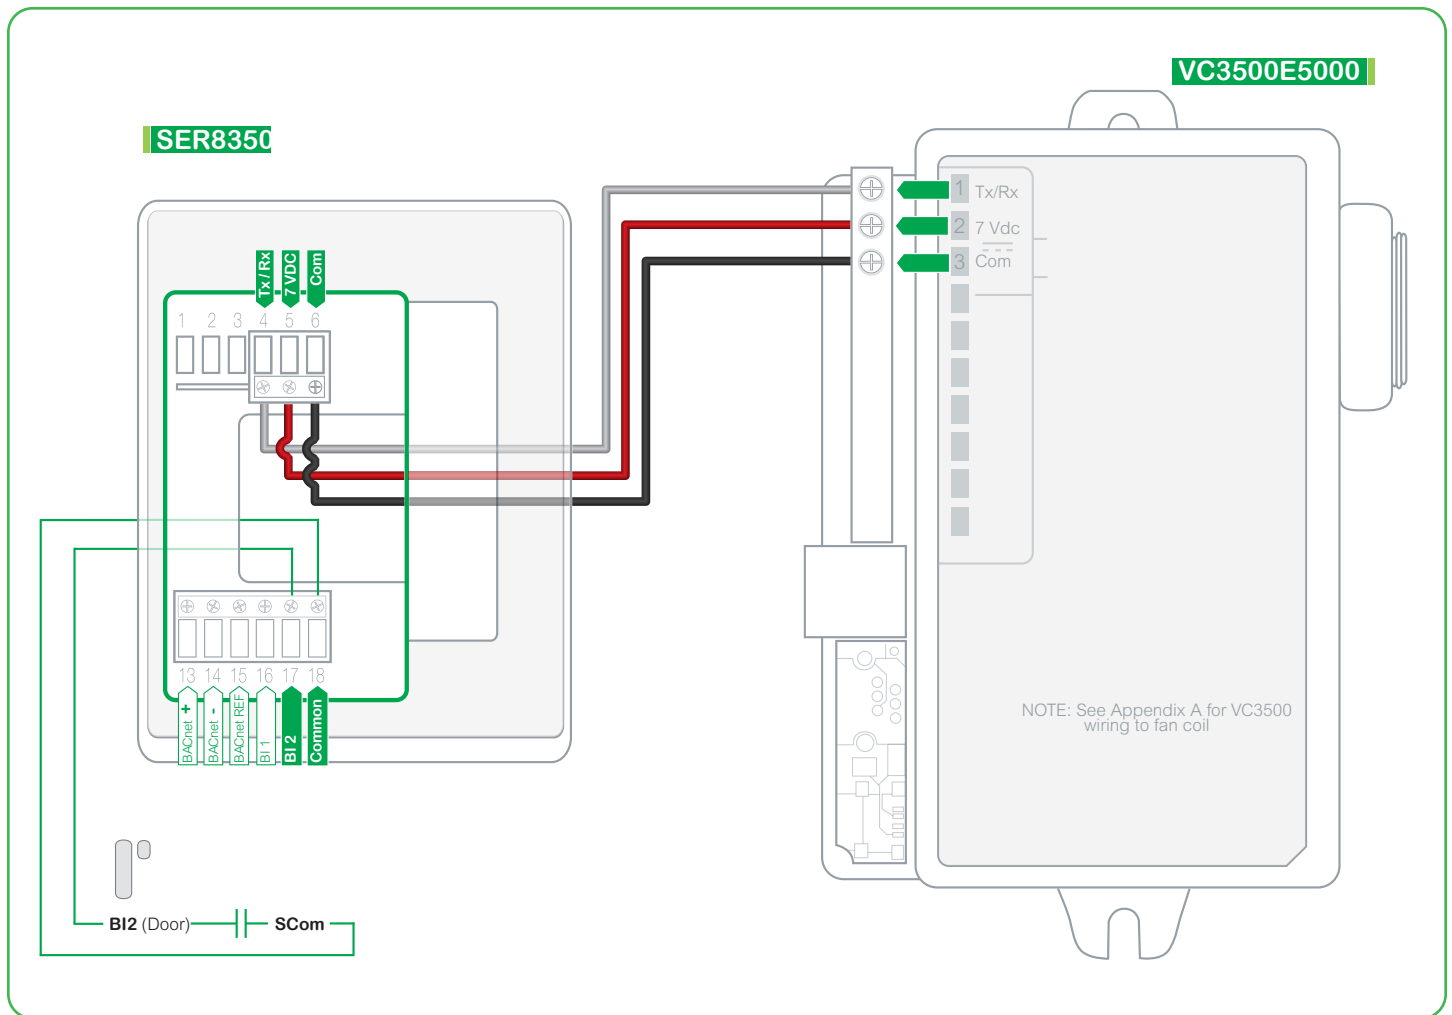 VC3500E5000
SER8350
Tx / Rx
7 VDC
Com
1 2 3 4 5 6
1 Tx/Rx
2 7 Vdc
3 Com
13 14 15 16 17 18
BACnet +
BACnet -
BACnet REF
BI 1
BI 2
Common
NOTE: See Appendix A for VC3500
wiring to fan coil
BI2 (Door) SCom